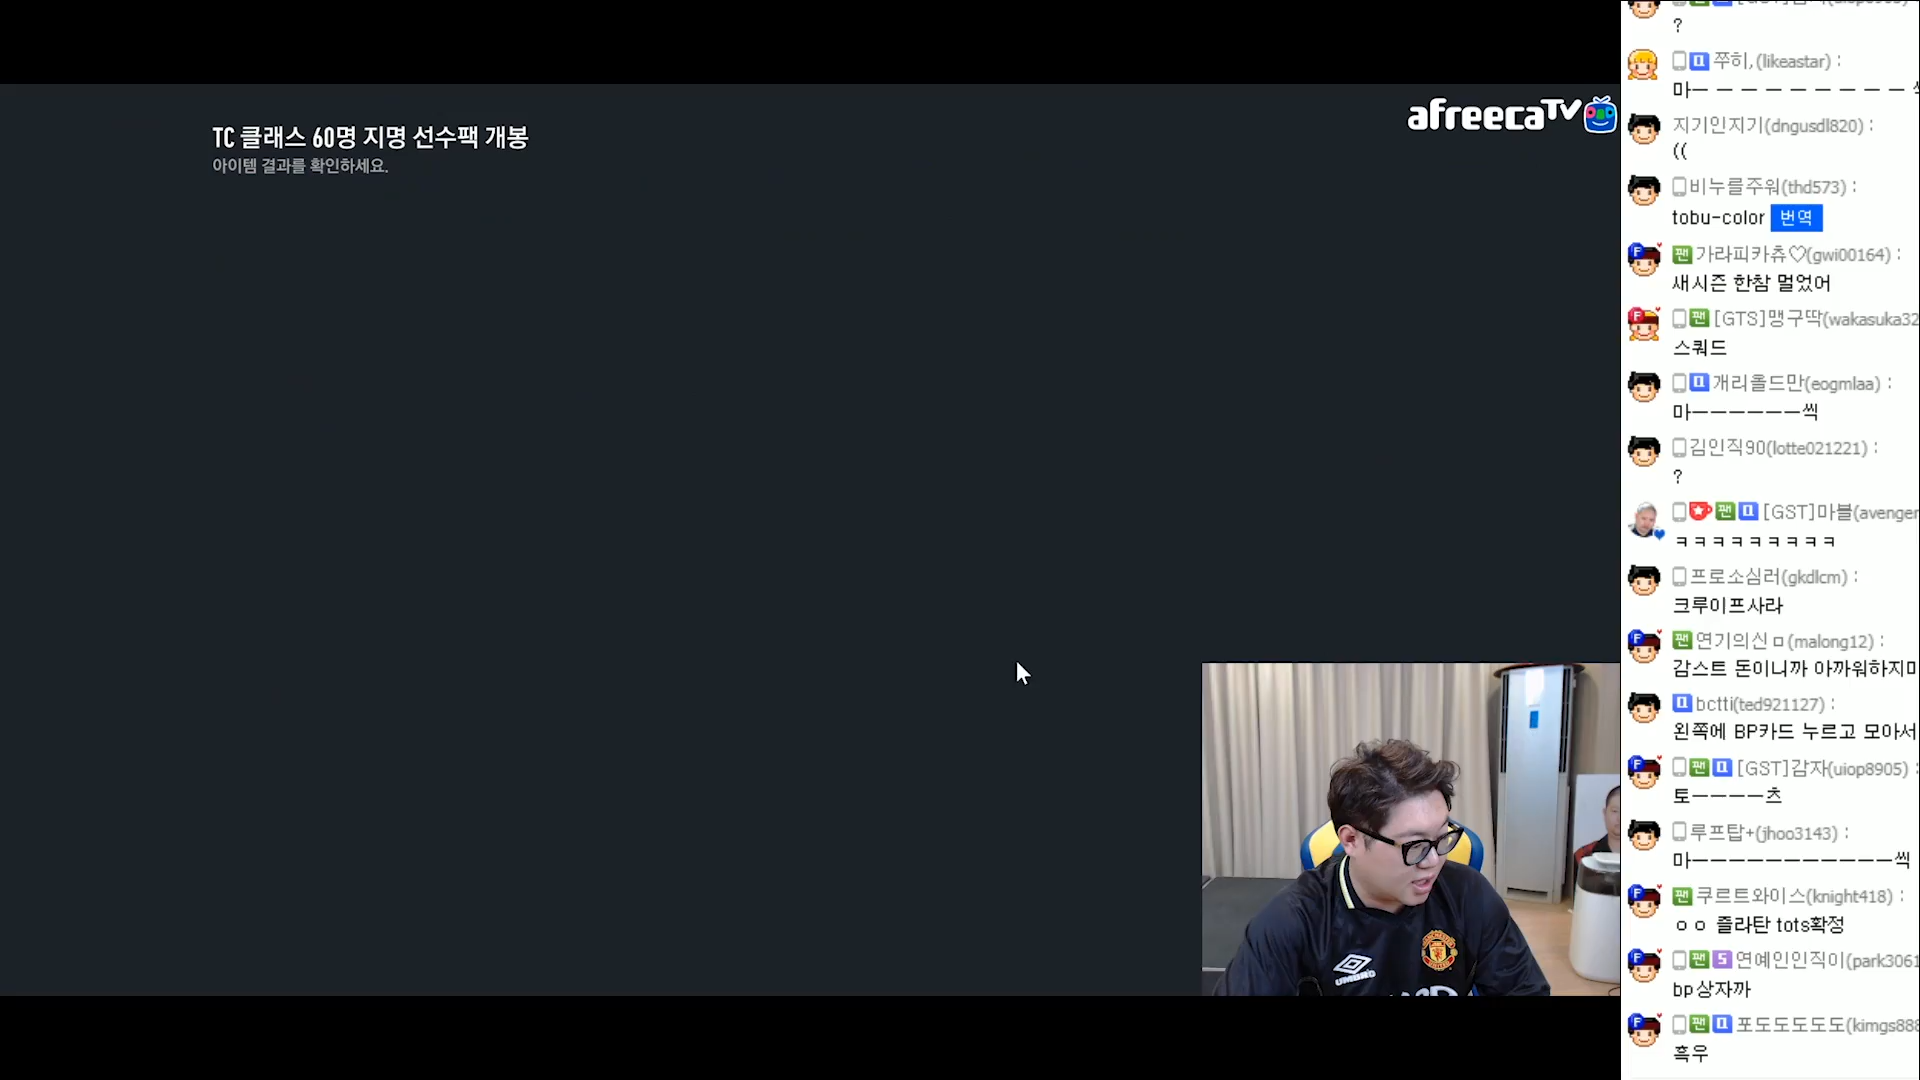 TC 클래스 60명 지명 선수팩 개봉
아이템 결과를 확인하세요.
afreecaTV
UMBRO
?
쭈히,(likeastar) :
마ㅡ ㅡ ㅡ ㅡ ㅡ ㅡ ㅡ ㅡ ㅡ
지기인지기(dngusdl820) :
((
비누를주워(thd573) :
tobu-color 번역
팬 가라피카츄♡(gwi00164) :
새시즌 한참 멀었어
팬 [GTS]맹구딱(wakasuka32
스쿼드
개리올드만(eogmlaa) :
마ㅡㅡㅡㅡㅡㅡ씩
김인직90(lotte021221) :
?
팬 [GST]마블(avenger
ㅋㅋㅋㅋㅋㅋㅋㅋㅋ
프로소심러(gkdlcm) :
크루이프사라
팬 연기의신ㅁ(malong12) :
감스트 돈이니까 아까워하지
bctti(ted921127) :
왼쪽에 BP카드 누르고 모아서
팬 [GST]감자(uiop8905) :
토ㅡㅡㅡㅡ츠
루프탑+(jhoo3143) :
마ㅡㅡㅡㅡㅡㅡㅡㅡㅡㅡㅡ씩
팬 쿠르트와이스(knight418) :
ㅇㅇ 즐라탄 tots확정
팬 S 연예인인직이(park3061
bp상자까
팬 포도도도도도(kimgs888
흑우